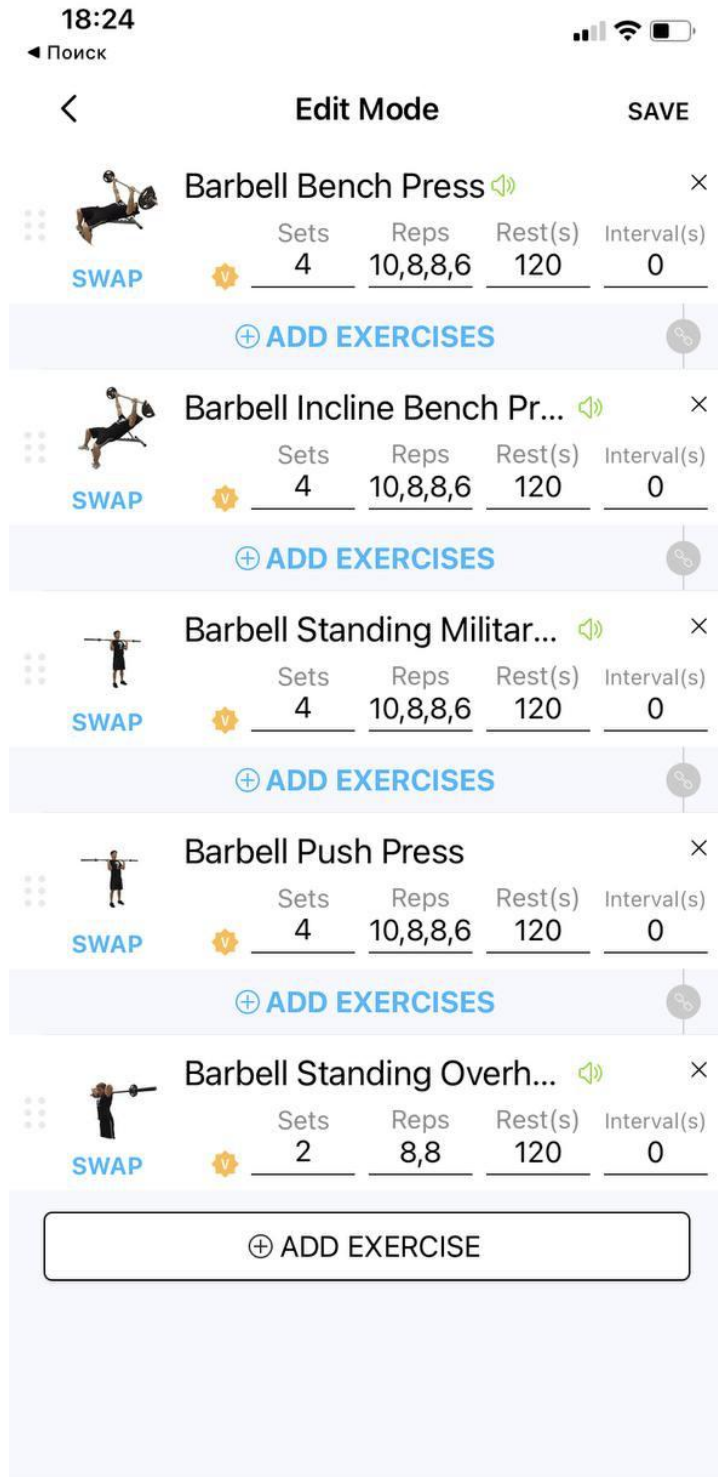 18:24
◀ Поиск
Edit Mode
SAVE
Barbell Bench Press
Sets Reps Rest(s) Interval(s)
SWAP V 4 10,8,8,6 120 0
ADD EXERCISES
Barbell Incline Bench Pr...
Sets Reps Rest(s) Interval(s)
SWAP V 4 10,8,8,6 120 0
ADD EXERCISES
Barbell Standing Militar...
Sets Reps Rest(s) Interval(s)
SWAP V 4 10,8,8,6 120 0
ADD EXERCISES
Barbell Push Press
Sets Reps Rest(s) Interval(s)
SWAP V 4 10,8,8,6 120 0
ADD EXERCISES
Barbell Standing Overh...
Sets Reps Rest(s) Interval(s)
SWAP V 2 8,8 120 0
ADD EXERCISE